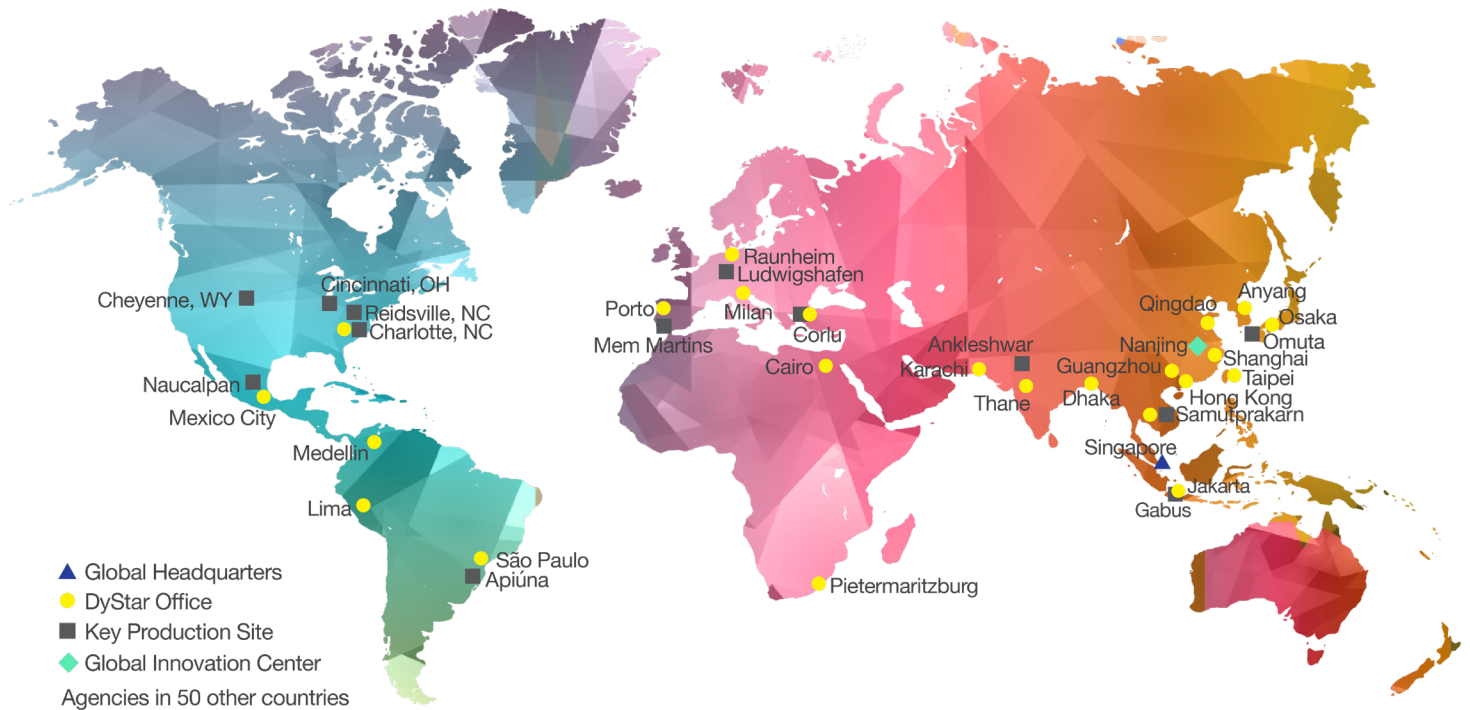 Cheyenne, WY
Cincinnati, OH
Reidsville, NC
Charlotte, NC
Naucalpan
Mexico City
Medellin
Lima
São Paulo
Apiúna
Raunheim
Ludwigshafen
Porto
Milan
Corlu
Mem Martins
Cairo
Pietermaritzburg
Anyang
Qingdao
Osaka
Omuta
Ankleshwar
Nanjing
Shanghai
Karachi
Guangzhou
Taipei
Thane
Dhaka
Hong Kong
Samutprakarn
Singapore
Jakarta
Gabus
Global Headquarters
DyStar Office
Key Production Site
Global Innovation Center
Agencies in 50 other countries